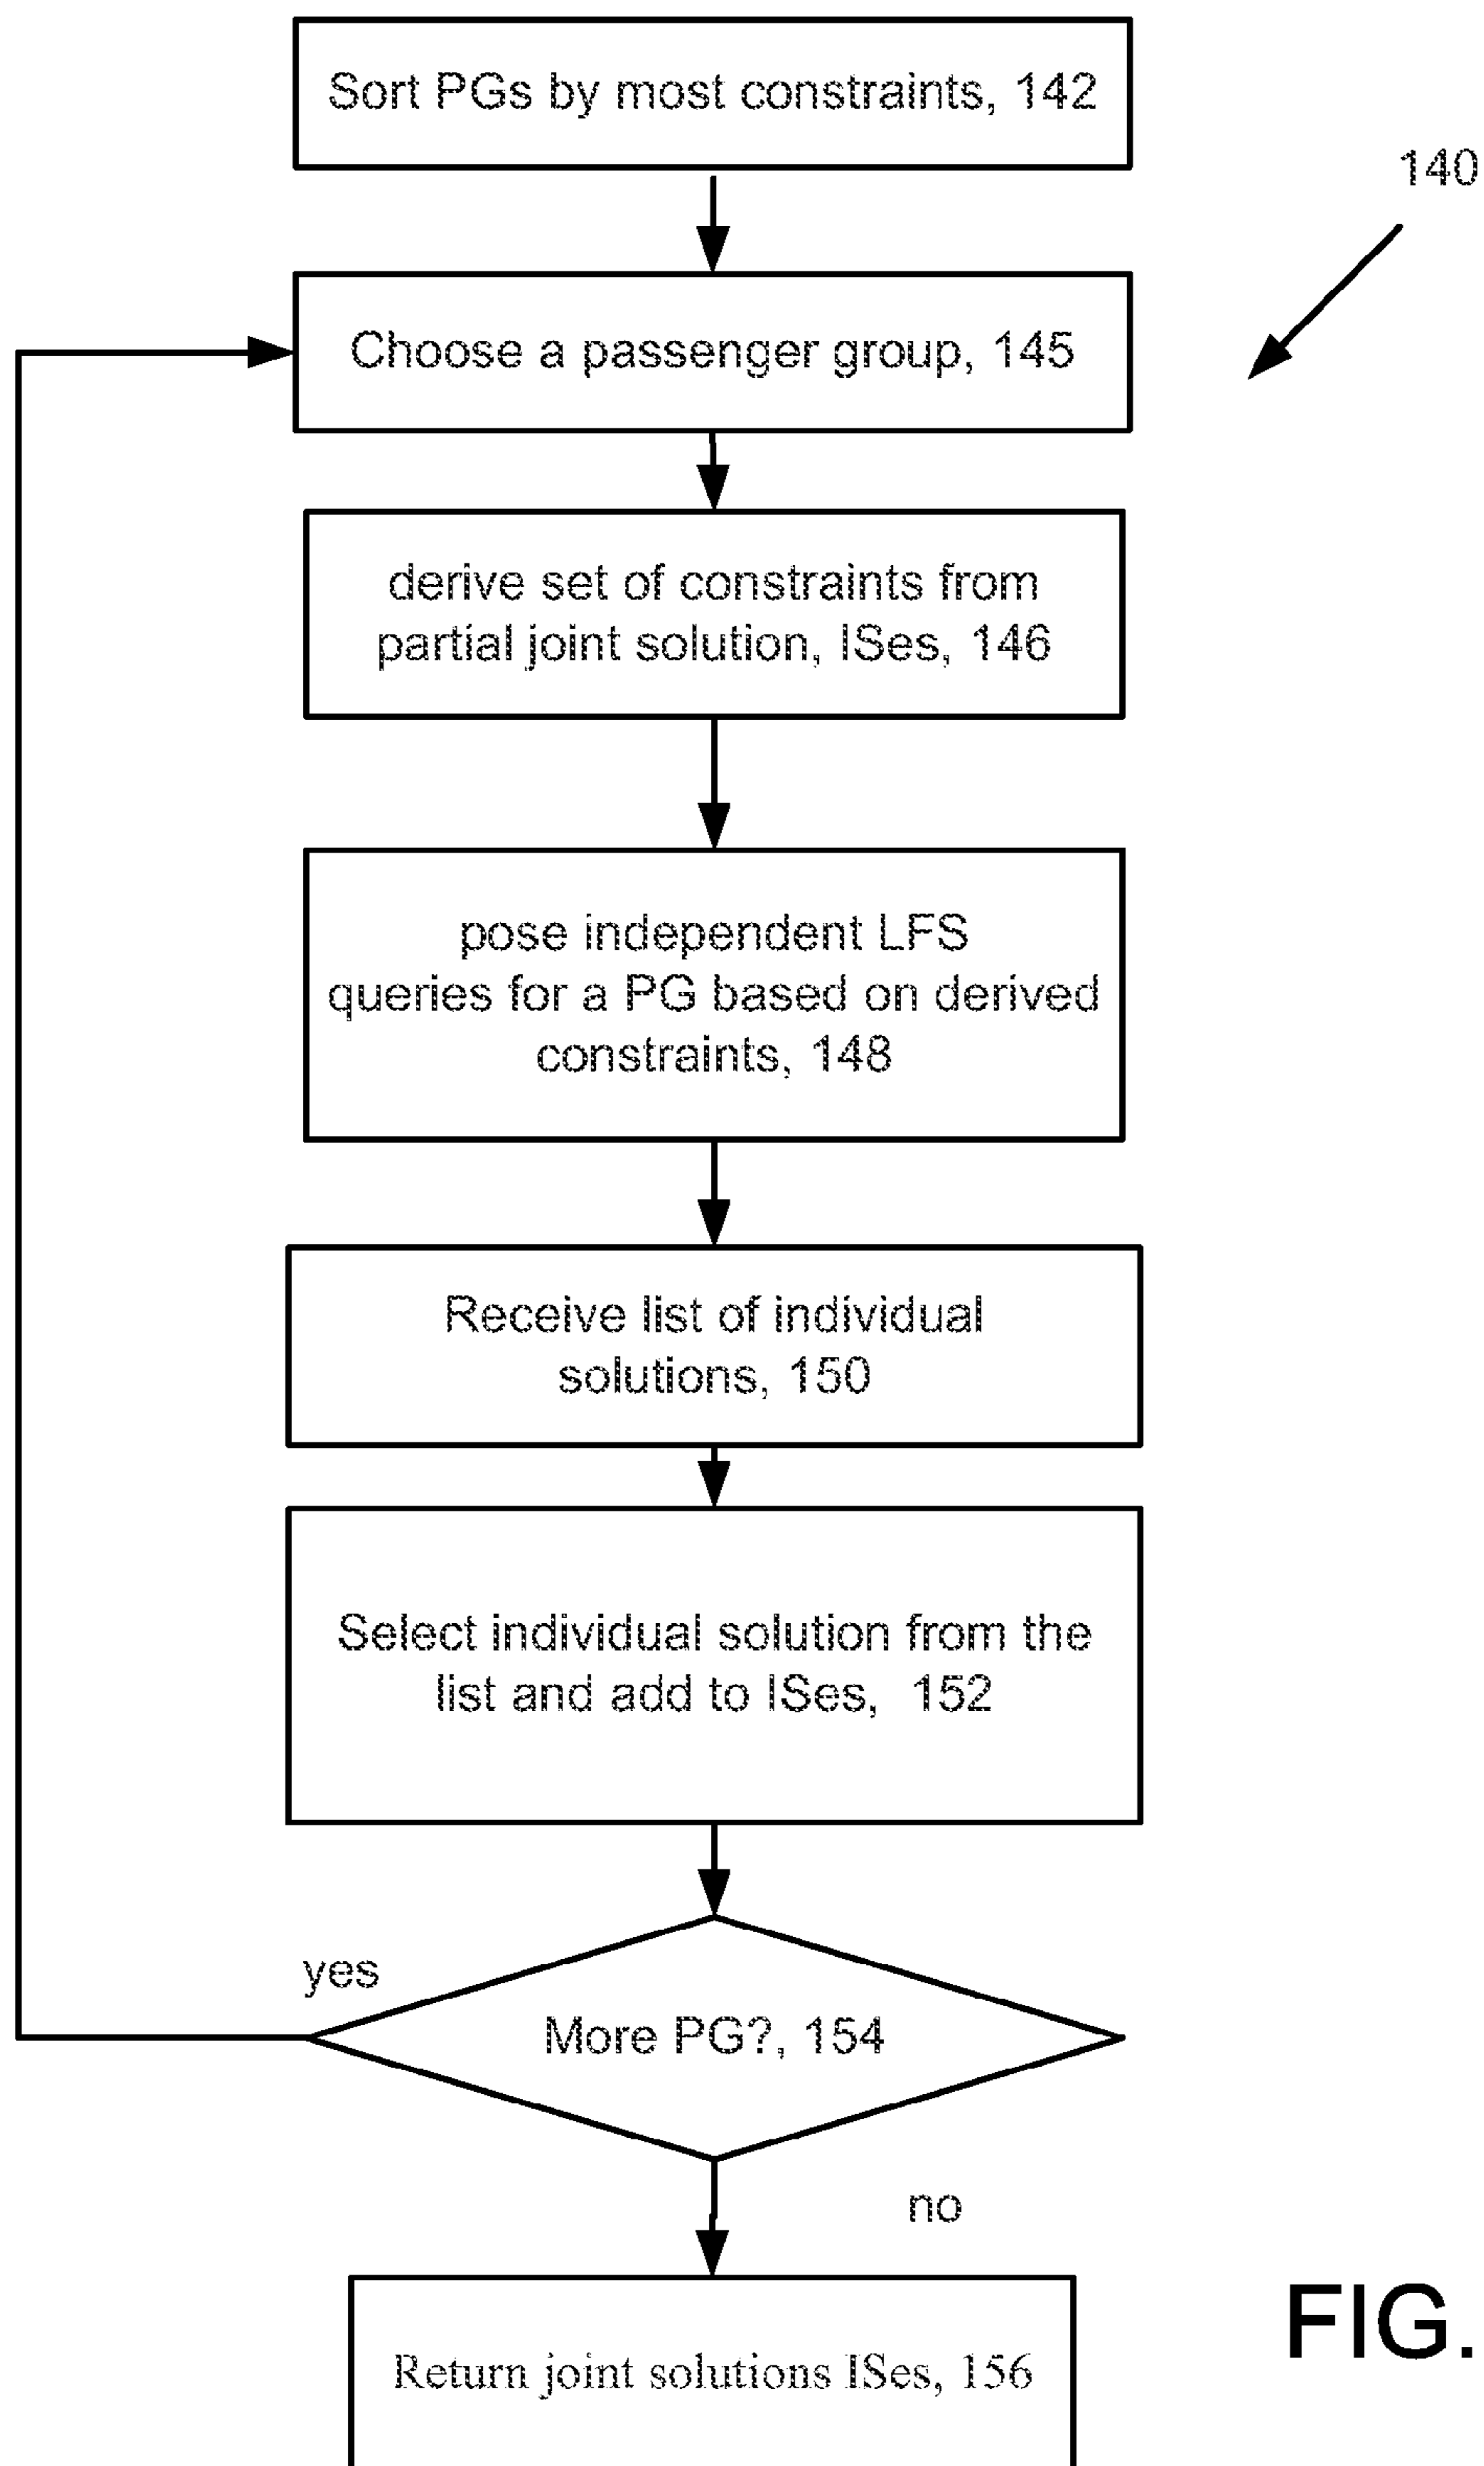 Sort PGs by most constraints, 142
140
Choose a passenger group, 145
derive set of constraints from
partial joint solution, ISes, 146
pose independent LFS
queries for a PG based on derived
constraints, 148
Receive list of individual
solutions, 150
Select individual solution from the
list and add to ISes, 152
yes
More PG?, 154
no
FIG.
Return joint solutions ISes, 156